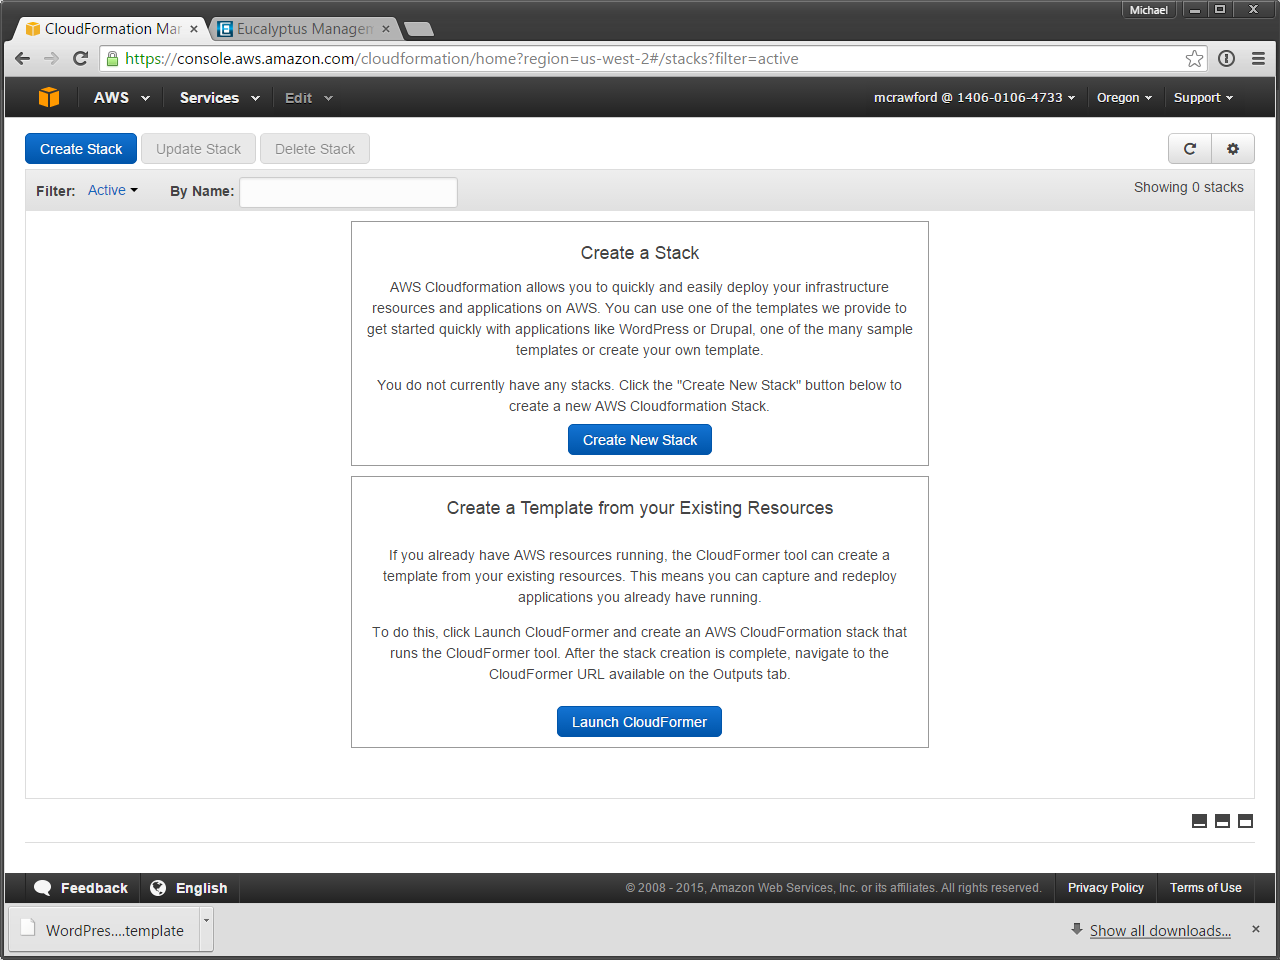 Michael
CloudFormation Mar
Eucalyptus Managem
https://console.aws.amazon.com/cloudformation/home?region=us-west-2#/stacks?filter=active
AWS Services Edit mcrawford @ 1406-0106-4733 Oregon Support
Create Stack Update Stack Delete Stack
Filter: Active By Name: Showing 0 stacks
Create a Stack
AWS Cloudformation allows you to quickly and easily deploy your infrastructure
resources and applications on AWS. You can use one of the templates we provide to
get started quickly with applications like WordPress or Drupal, one of the many sample
templates or create your own template.
You do not currently have any stacks. Click the "Create New Stack" button below to
create a new AWS Cloudformation Stack.
Create New Stack
Create a Template from your Existing Resources
If you already have AWS resources running, the CloudFormer tool can create a
template from your existing resources. This means you can capture and redeploy
applications you already have running.
To do this, click Launch CloudFormer and create an AWS CloudFormation stack that
runs the CloudFormer tool. After the stack creation is complete, navigate to the
CloudFormer URL available on the Outputs tab.
Launch CloudFormer
Feedback English © 2008 - 2015, Amazon Web Services, Inc. or its affiliates. All rights reserved. Privacy Policy Terms of Use
WordPres....template Show all downloads...